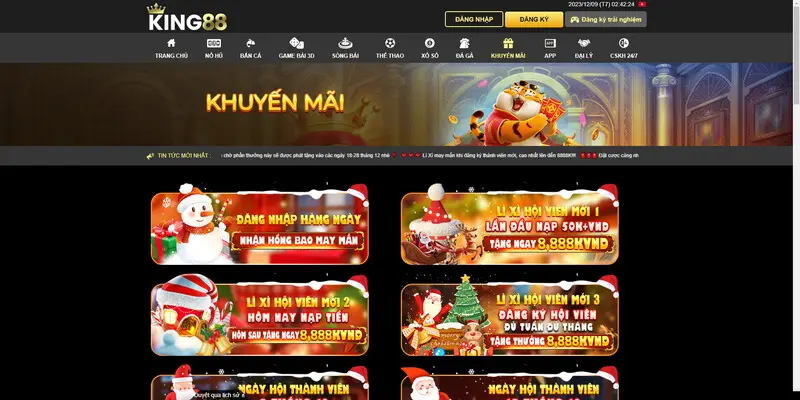 KING88
2023/12/09 (T7) 02:42:24
ĐĂNG NHẬP
ĐĂNG KÝ
Đăng ký trải nghiệm
TRANG CHỦ
NỔ HŨ
BẮN CÁ
GAME BÀI 3D
SÒNG BÀI
THỂ THAO
XỔ SỐ
ĐÁ GÀ
KHUYẾN MÃI
APP
ĐẠI LÝ
CSKH 24/7
KHUYẾN MÃI
TIN TỨC MỚI NHẤT :
chờ phần thưởng này sẽ được phát tặng vào các ngày 18-28 tháng 12 nhé
Lì Xì may mắn khi đăng ký thành viên mới, cao nhất lên đến 8888K!!!
Đặt cược càng nh
ĐĂNG NHẬP HÀNG NGÀY
NHẬN HỒNG BAO MAY MẮN
LÌ XÌ HỘI VIÊN MỚI 1
LẦN ĐẦU NẠP 50K+VND
TẶNG NGAY 8,888KVND
LÌ XÌ HỘI VIÊN MỚI 2
HÔM NAY NẠP TIỀN
HÔM SAU TẶNG NGAY 8,888KVND
LÌ XÌ HỘI VIÊN MỚI 3
ĐĂNG KÝ HỘI VIÊN
ĐỦ TUẦN ĐỦ THÁNG
TẶNG THƯỞNG 8,888KVND
NGÀY HỘI THÀNH VIÊN
NGÀY HỘI THÀNH VIÊN
Duyệt qua lịch sử